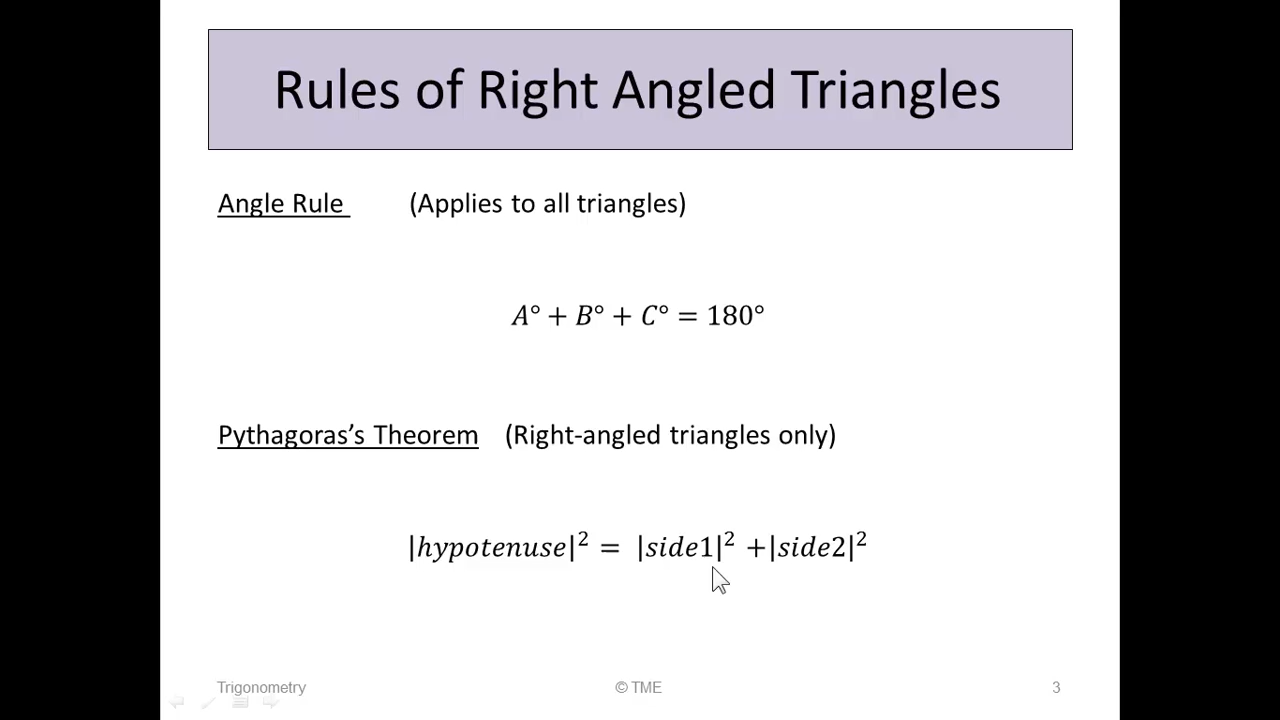 Rules of Right Angled Triangles
Angle Rule (Applies to all triangles)
A° + B° + C° = 180°
Pythagoras’s Theorem (Right-angled triangles only)
|hypotenuse|² = |side1|² +|side2|²
Trigonometry © TME 3